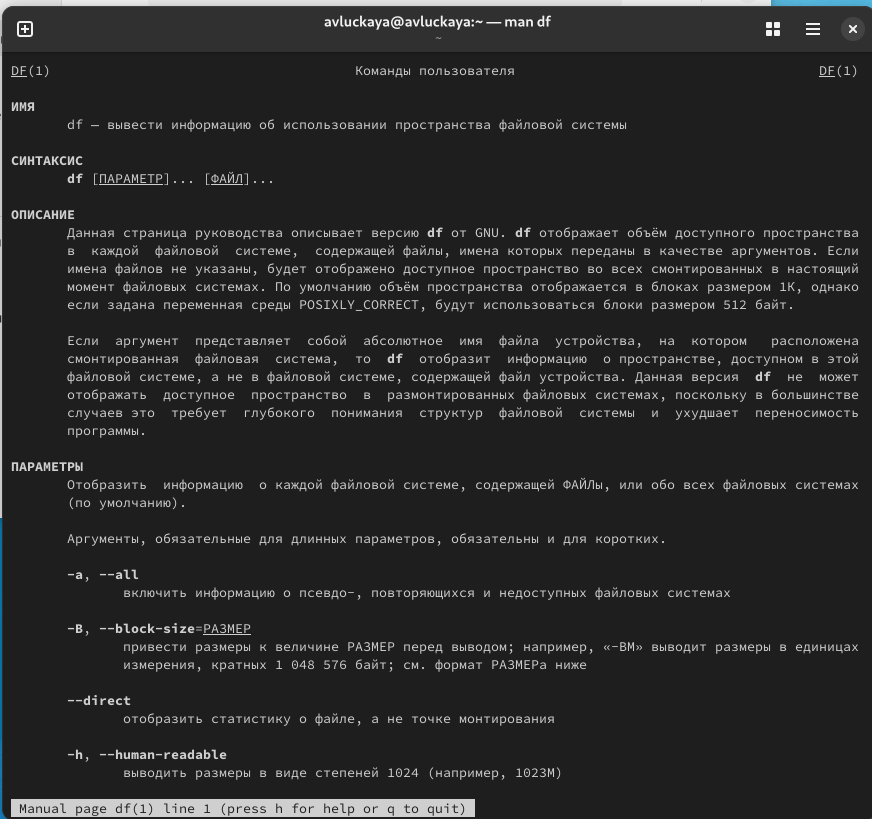 avluckaya@avluckaya:~ — man df
~
DF(1) Команды пользователя DF(1)
ИМЯ
df — вывести информацию об использовании пространства файловой системы
СИНТАКСИС
df [ПАРАМЕТР]... [ФАЙЛ]...
ОПИСАНИЕ
Данная страница руководства описывает версию df от GNU. df отображает объём доступного пространства
в каждой файловой системе, содержащей файлы, имена которых переданы в качестве аргументов. Если
имена файлов не указаны, будет отображено доступное пространство во всех смонтированных в настоящий
момент файловых системах. По умолчанию объём пространства отображается в блоках размером 1K, однако
если задана переменная среды POSIXLY_CORRECT, будут использоваться блоки размером 512 байт.
Если аргумент представляет собой абсолютное имя файла устройства, на котором расположена
смонтированная файловая система, то df отобразит информацию о пространстве, доступном в этой
файловой системе, а не в файловой системе, содержащей файл устройства. Данная версия df не может
отображать доступное пространство в размонтированных файловых системах, поскольку в большинстве
случаев это требует глубокого понимания структур файловой системы и ухудшает переносимость
программы.
ПАРАМЕТРЫ
Отобразить информацию о каждой файловой системе, содержащей ФАЙЛы, или обо всех файловых системах
(по умолчанию).
Аргументы, обязательные для длинных параметров, обязательны и для коротких.
-a, --all
включить информацию о псевдо-, повторяющихся и недоступных файловых системах
-B, --block-size=РАЗМЕР
привести размеры к величине РАЗМЕР перед выводом; например, «-BM» выводит размеры в единицах
измерения, кратных 1 048 576 байт; см. формат РАЗМЕРа ниже
--direct
отобразить статистику о файле, а не точке монтирования
-h, --human-readable
выводить размеры в виде степеней 1024 (например, 1023M)
Manual page df(1) line 1 (press h for help or q to quit)